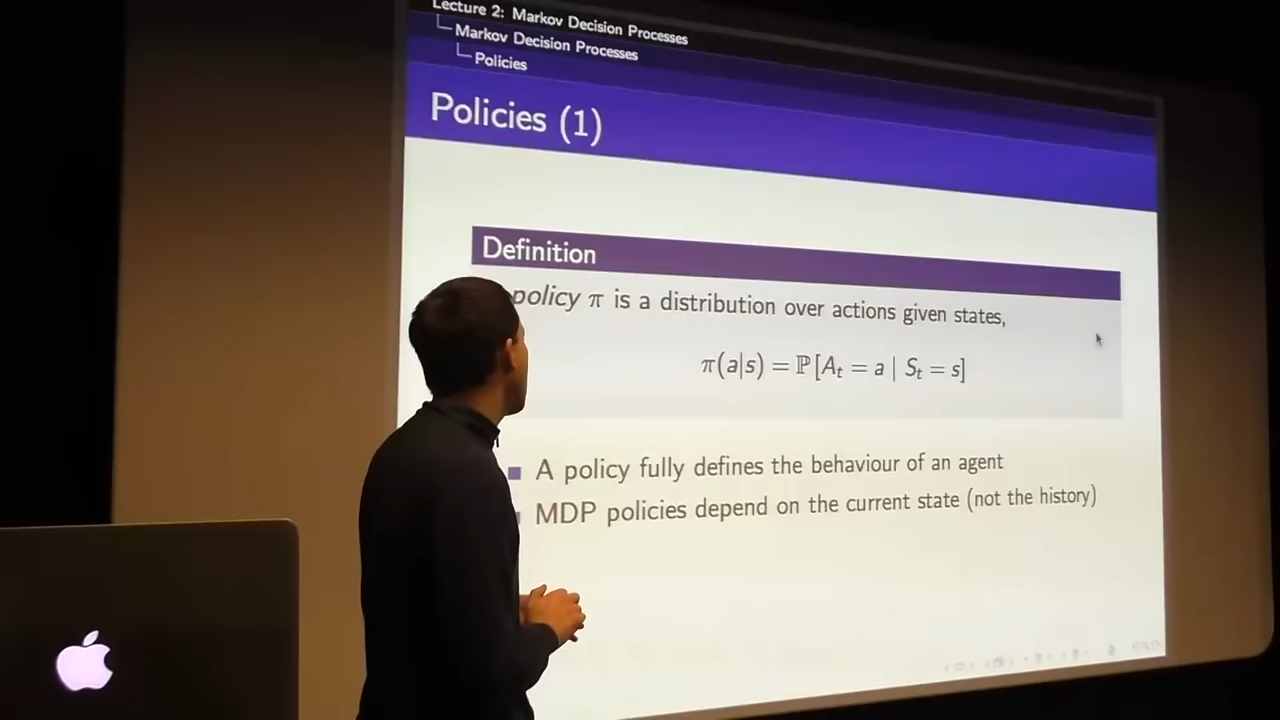 Lecture 2: Markov Decision Processes
Markov Decision Processes
Policies
Policies (1)
Definition
policy π is a distribution over actions given states,
π(a|s) = ℙ [A_t = a | S_t = s]
A policy fully defines the behaviour of an agent
MDP policies depend on the current state (not the history)